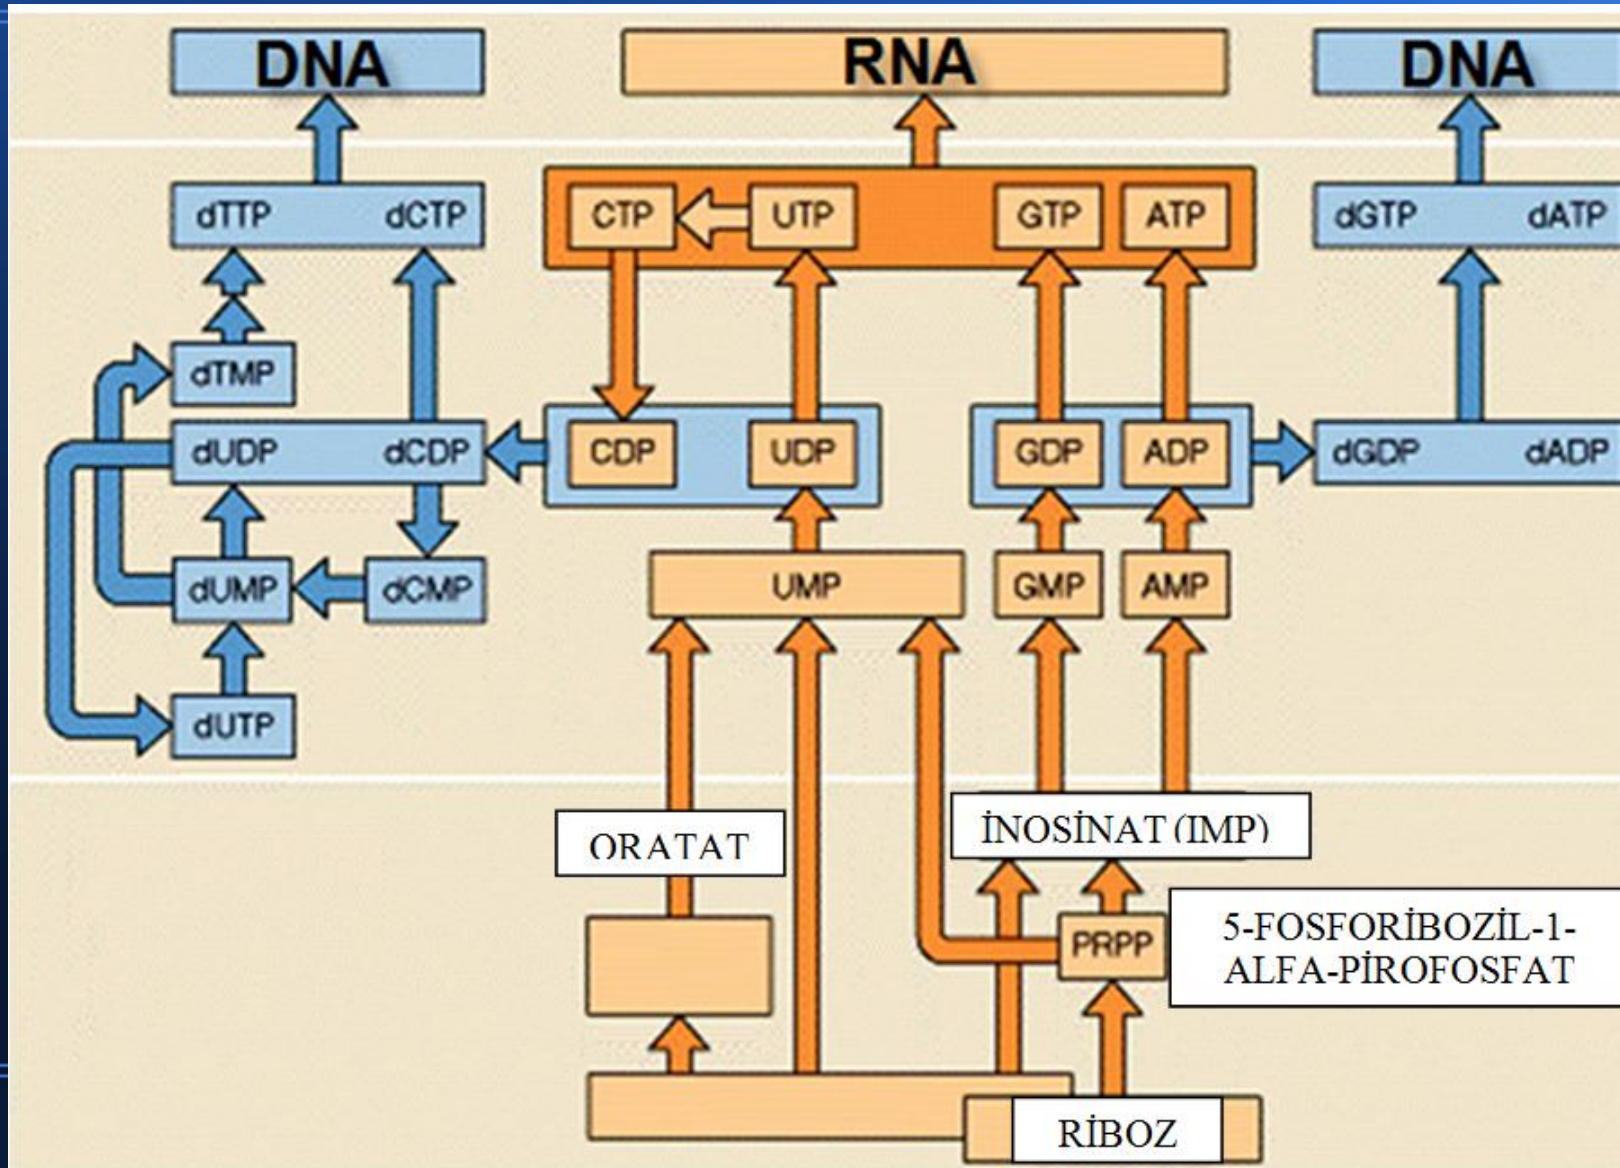 DNA
RNA
DNA
dTTP dCTP
CTP
UTP
GTP
ATP
dGTP dATP
dTMP
dUDP dCDP
CDP
UDP
GDP
ADP
dGDP dADP
dUMP
dCMP
UMP
GMP
AMP
dUTP
ORATAT
İNOSİNAT (IMP)
PRPP
5-FOSFORİBOZİL-1-
ALFA-PİROFOSFAT
RİBOZ